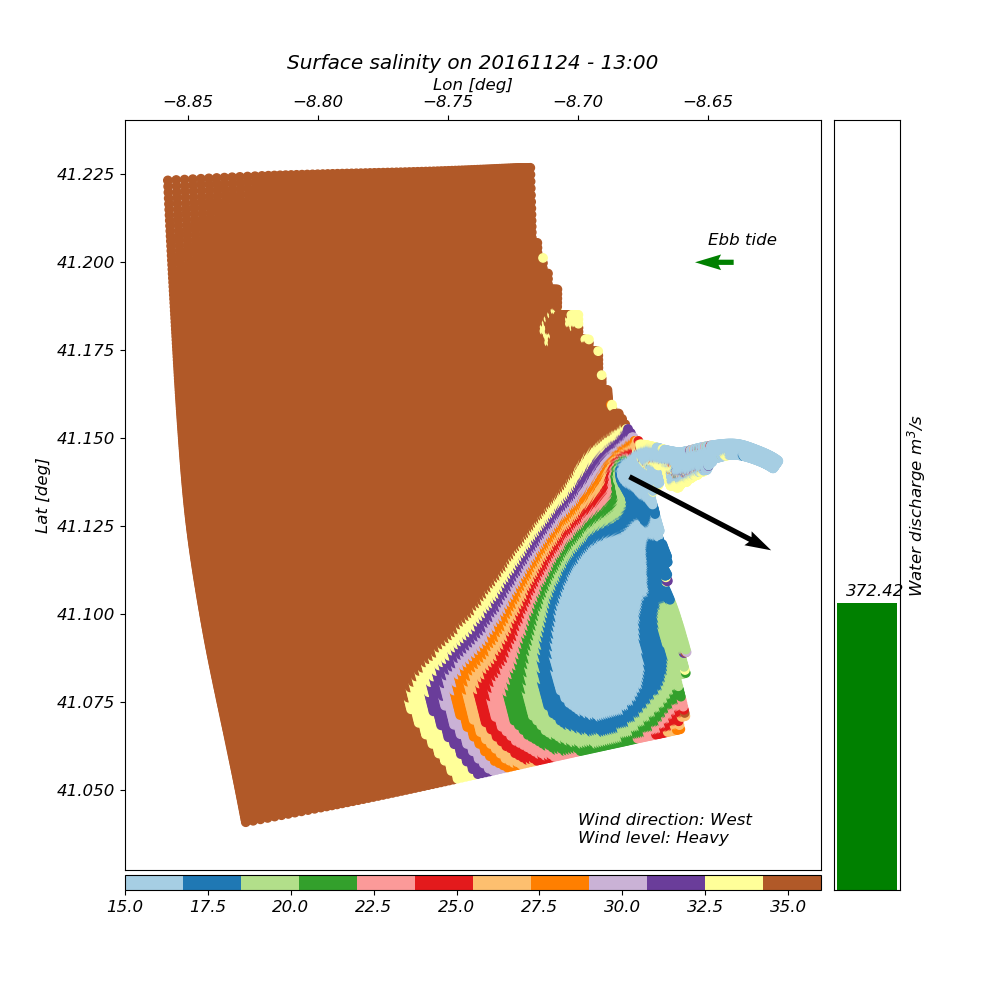 Surface salinity on 20161124 - 13:00
Lon [deg]
−8.85 −8.80 −8.75 −8.70 −8.65
41.225
41.200
41.175
41.150
41.125
41.100
41.075
41.050
Lat [deg]
Ebb tide
Wind direction: West
Wind level: Heavy
372.42
Water discharge m³/s
15.0 17.5 20.0 22.5 25.0 27.5 30.0 32.5 35.0